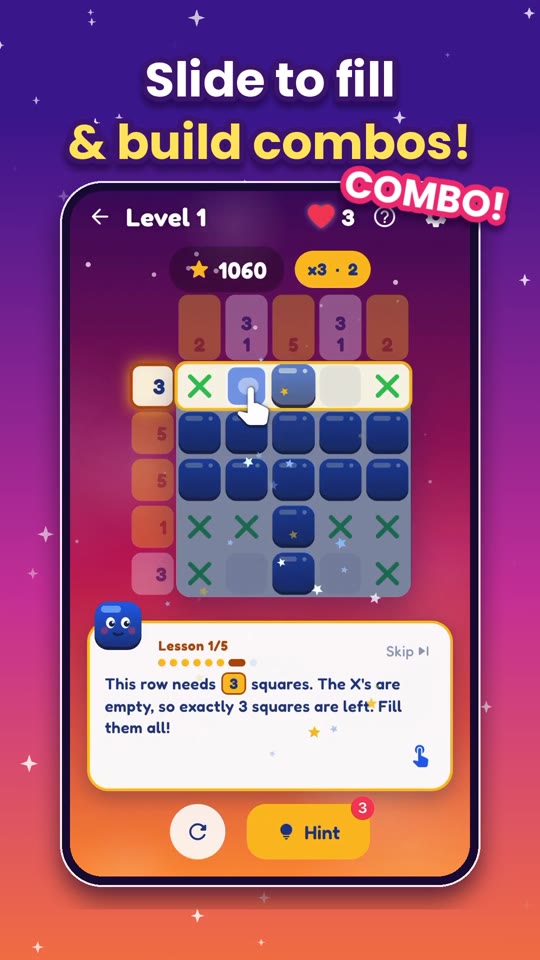 Slide to fill
& build combos!
COMBO!
Level 1
3
1060
x3 · 2
3 3
2 1 5 1 2
3
5
5
1
3
Lesson 1/5
Skip
This row needs 3 squares. The X's are
empty, so exactly 3 squares are left. Fill
them all!
3
Hint